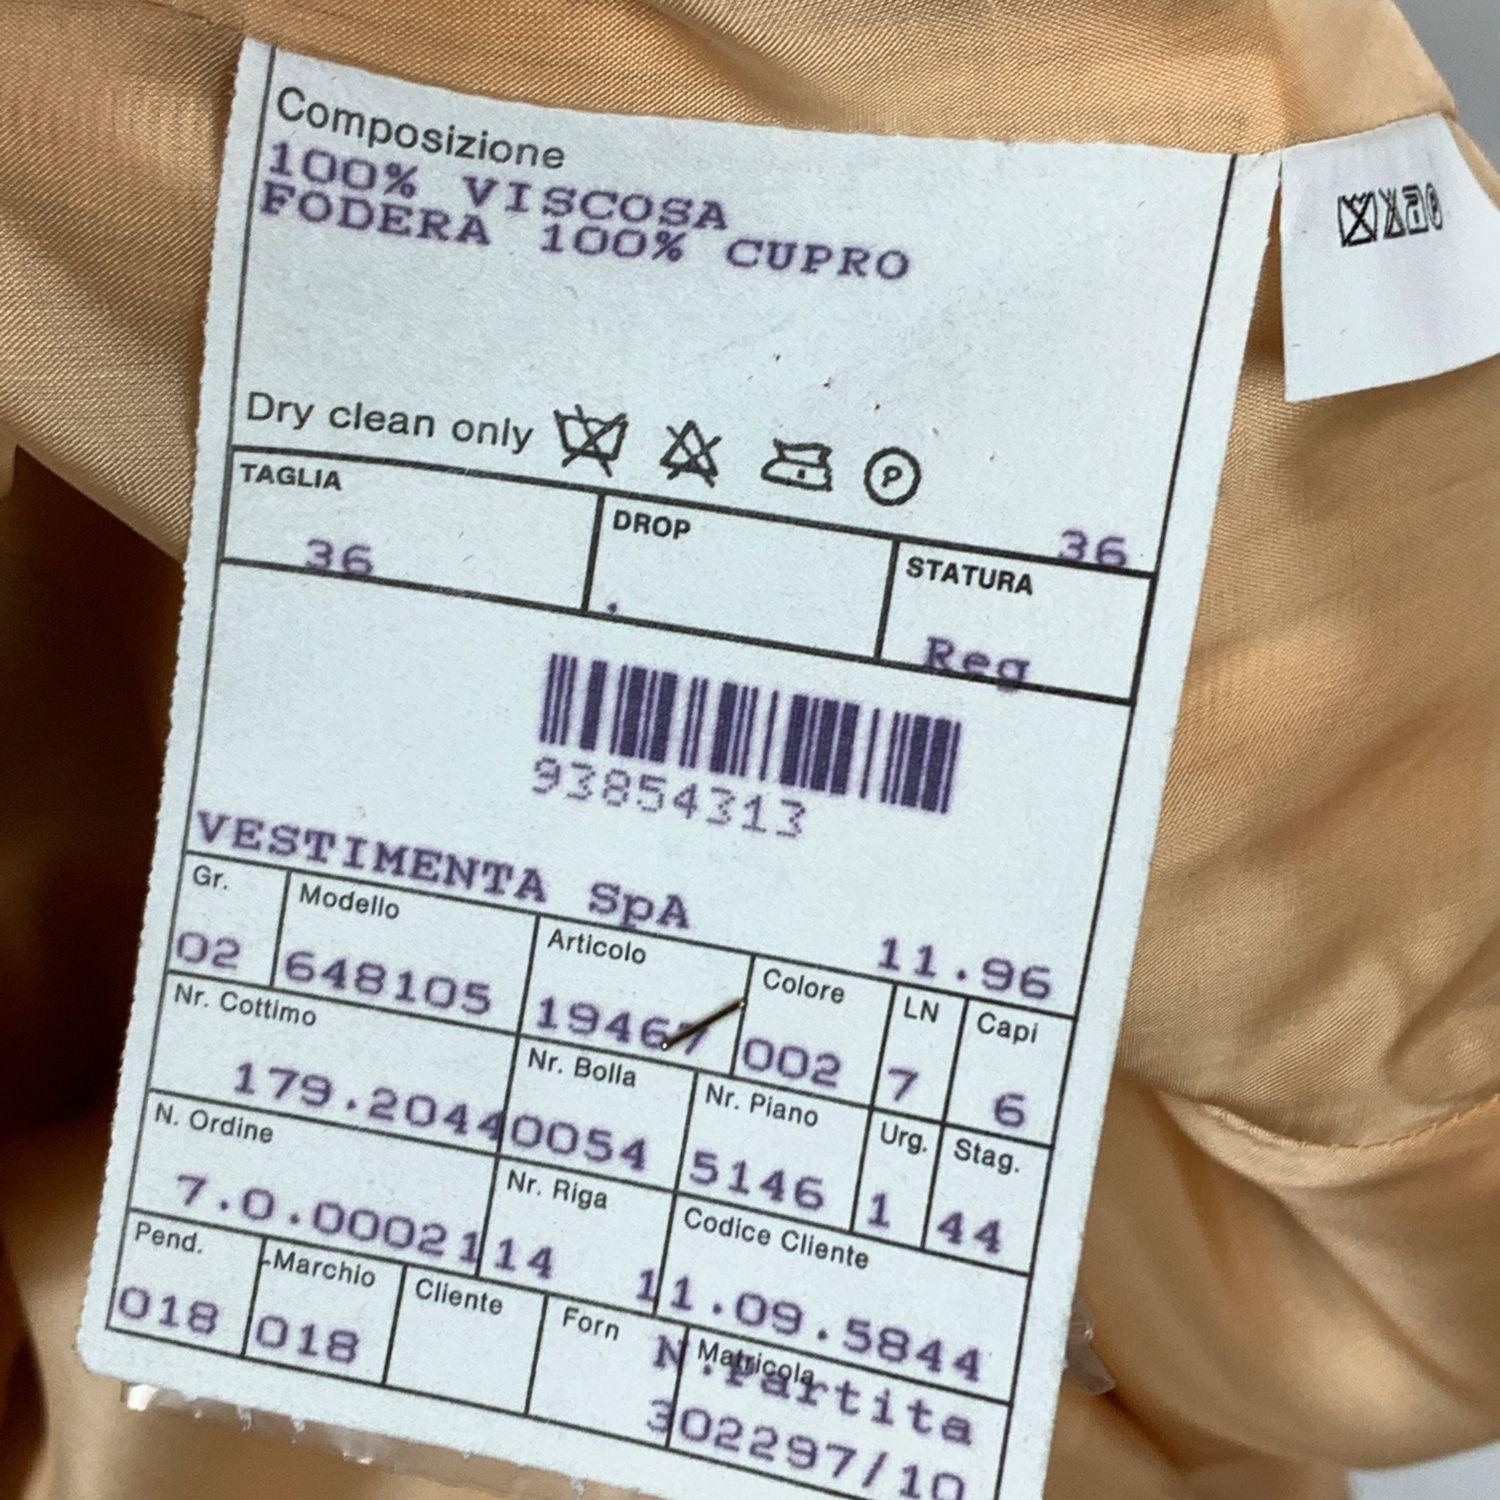 Composizione
100% VISCOSA
FODERA 100% CUPRO
Dry clean only P
36
TAGLIA DROP STATURA
36 . Reg
93854313
VESTIMENTA SpA
11.96
Gr. Modello Articolo Colore LN Capi
02 648105 19467 002 7 6
Nr. Cottimo Nr. Bolla Nr. Piano Urg. Stag.
179.2044 0054 5146 1 44
N. Ordine Nr. Riga Codice Cliente
7.0.00021 14 11.09.5844
Pend. Marchio Cliente Forn Matricola
018 018 N.Partita
302297/10